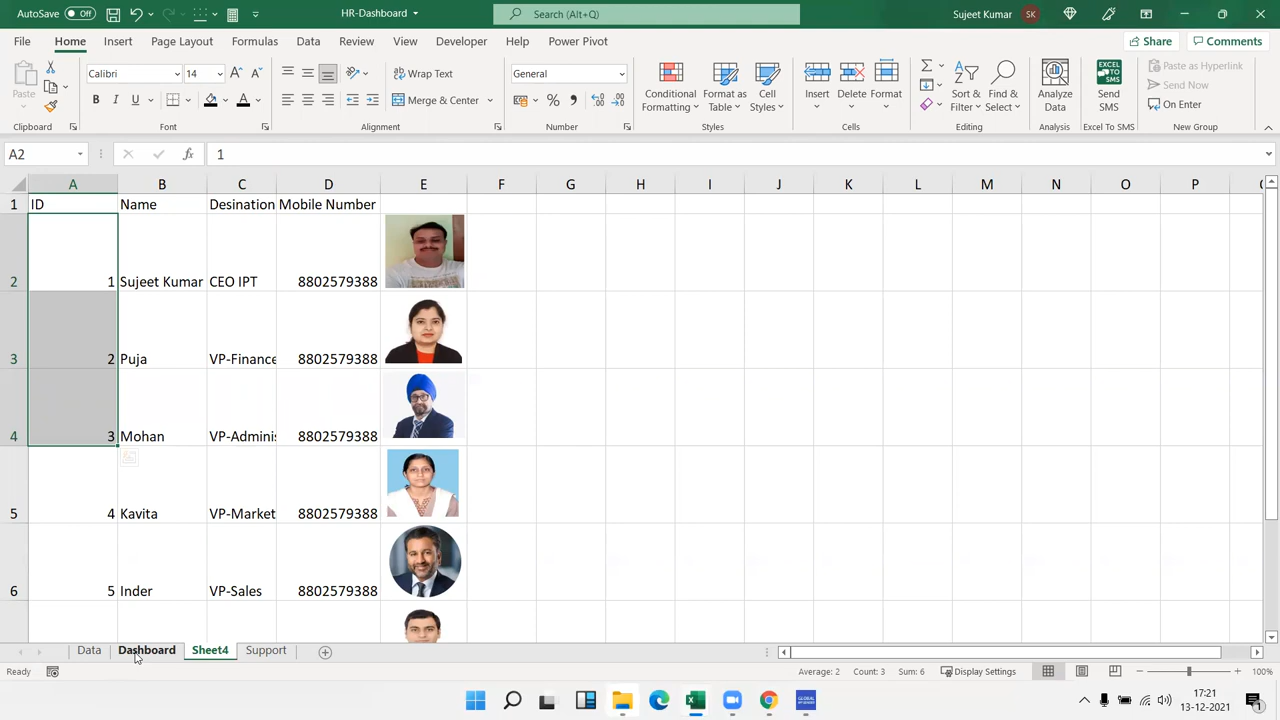 AutoSave Off HR-Dashboard Search (Alt+Q) Sujeet Kumar SK
File Home Insert Page Layout Formulas Data Review View Developer Help Power Pivot Share Comments
Paste Calibri 14 Wrap Text General Conditional Formatting Format as Table Cell Styles Insert Delete Format Sort & Filter Find & Select Analyze Data Send SMS Paste as Hyperlink
B I U A Merge & Center % Send Now
On Enter
Clipboard Font Alignment Number Styles Cells Editing Analysis Excel To SMS New Group
A2 fx 1
A B C D E F G H I J K L M N O P
1 ID Name Desination Mobile Number
2 1 Sujeet Kumar CEO IPT 8802579388
3 2 Puja VP-Finance 8802579388
4 3 Mohan VP-Adminis 8802579388
5 4 Kavita VP-Market 8802579388
6 5 Inder VP-Sales 8802579388
Data Dashboard Sheet4 Support
Ready Average: 2 Count: 3 Sum: 6 Display Settings 100%
17:21
13-12-2021